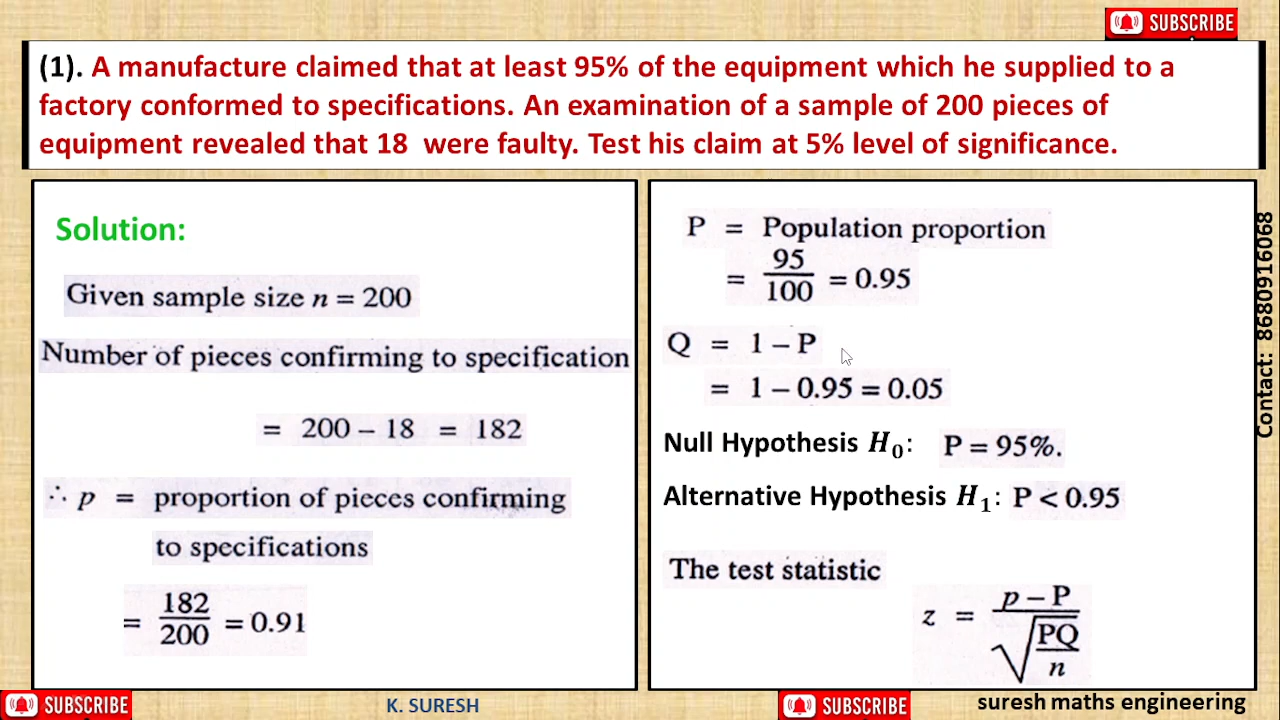 SUBSCRIBE
(1). A manufacture claimed that at least 95% of the equipment which he supplied to a
factory conformed to specifications. An examination of a sample of 200 pieces of
equipment revealed that 18 were faulty. Test his claim at 5% level of significance.
Solution:
Given sample size n = 200
Number of pieces confirming to specification
= 200 – 18 = 182
∴ p = proportion of pieces confirming
to specifications
= 182/200 = 0.91
P = Population proportion
= 95/100 = 0.95
Q = 1 – P
= 1 – 0.95 = 0.05
Null Hypothesis H₀: P = 95%.
Alternative Hypothesis H₁: P < 0.95
The test statistic
z = (p – P)/√(PQ/n)
Contact: 8680916068
SUBSCRIBE
K. SURESH
SUBSCRIBE
suresh maths engineering